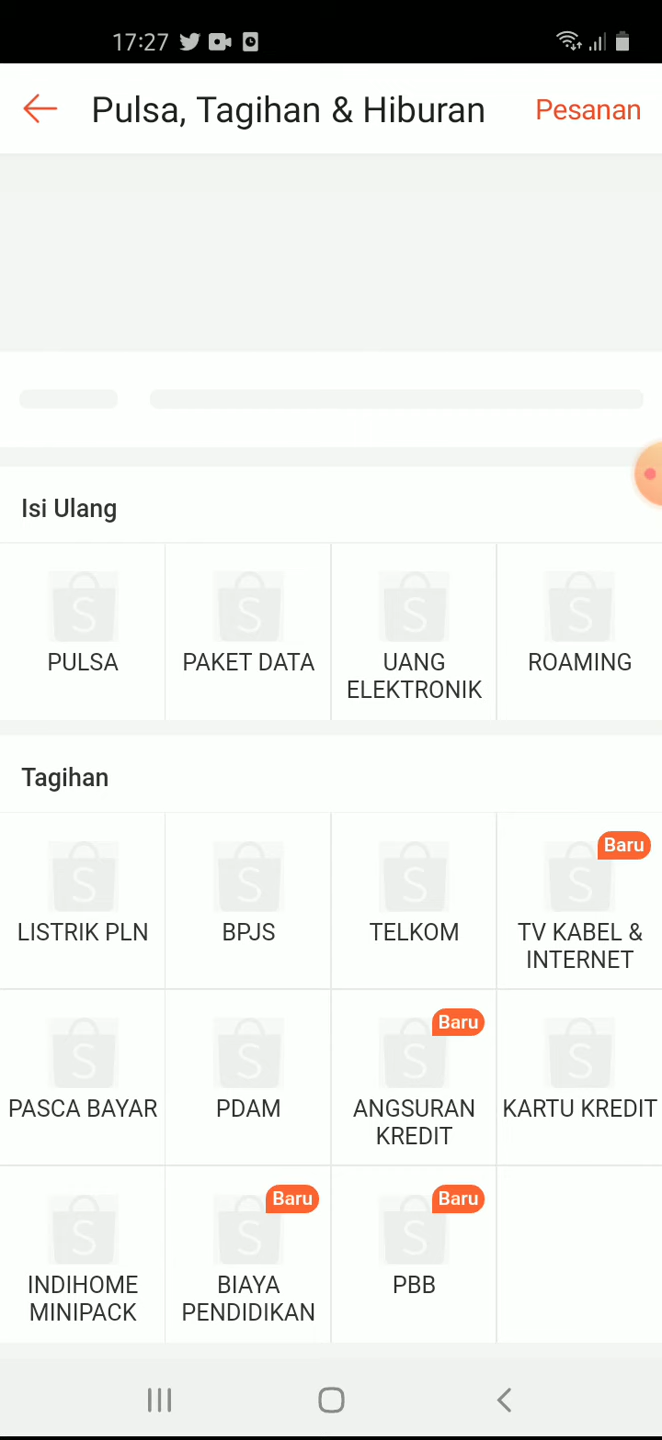 17:27
Pulsa, Tagihan & Hiburan
Pesanan
Isi Ulang
PULSA
PAKET DATA
UANG
ELEKTRONIK
ROAMING
Tagihan
LISTRIK PLN
BPJS
TELKOM
Baru
TV KABEL &
INTERNET
PASCA BAYAR
PDAM
Baru
ANGSURAN
KREDIT
KARTU KREDIT
INDIHOME
MINIPACK
Baru
BIAYA
PENDIDIKAN
Baru
PBB